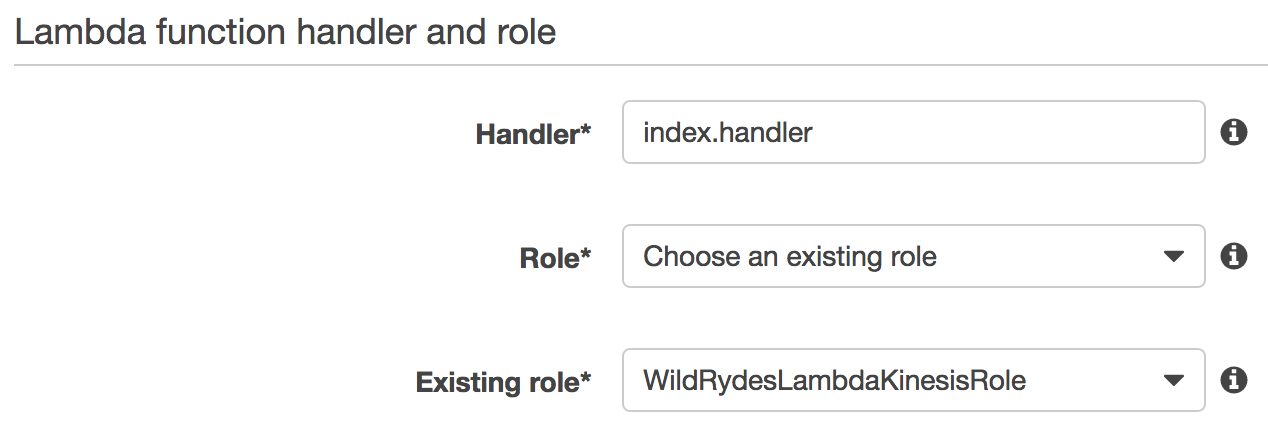 Lambda function handler and role
Handler* index.handler
Role* Choose an existing role
Existing role* WildRydesLambdaKinesisRole